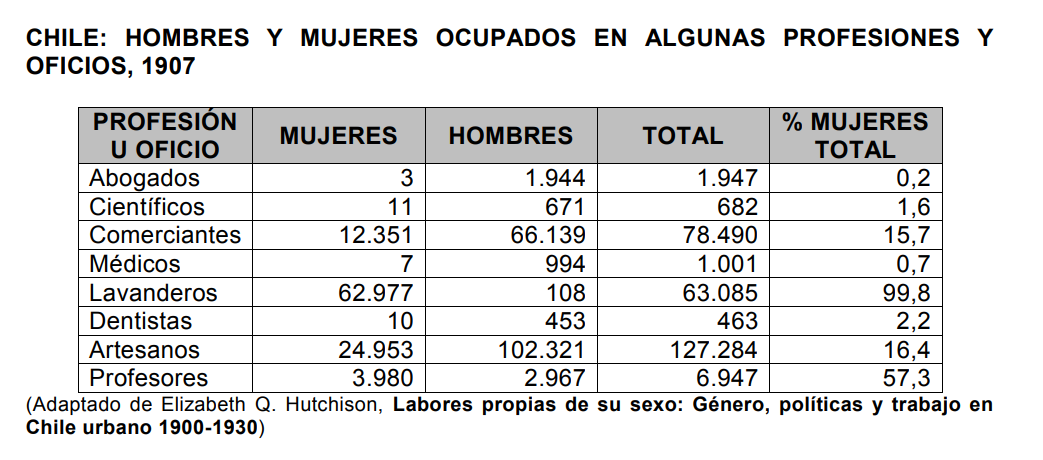 CHILE: HOMBRES Y MUJERES OCUPADOS EN ALGUNAS PROFESIONES Y
OFICIOS, 1907
PROFESIÓN U OFICIO MUJERES HOMBRES TOTAL % MUJERES TOTAL
Abogados 3 1.944 1.947 0,2
Científicos 11 671 682 1,6
Comerciantes 12.351 66.139 78.490 15,7
Médicos 7 994 1.001 0,7
Lavanderos 62.977 108 63.085 99,8
Dentistas 10 453 463 2,2
Artesanos 24.953 102.321 127.284 16,4
Profesores 3.980 2.967 6.947 57,3
(Adaptado de Elizabeth Q. Hutchison, Labores propias de su sexo: Género, políticas y trabajo en
Chile urbano 1900-1930)